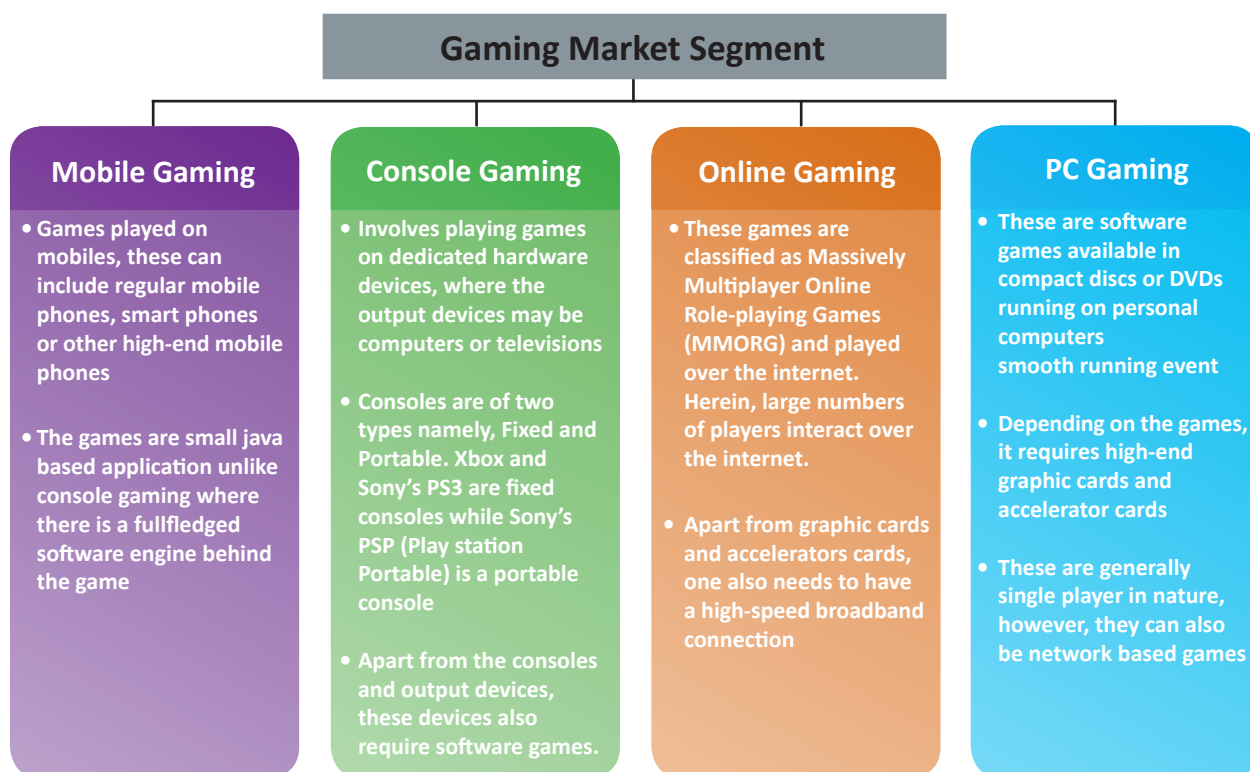 Gaming Market Segment
Mobile Gaming
• Games played on
mobiles, these can
include regular mobile
phones, smart phones
or other high-end mobile
phones
• The games are small java
based application unlike
console gaming where
there is a fullfledged
software engine behind
the game
Console Gaming
• Involves playing games
on dedicated hardware
devices, where the
output devices may be
computers or televisions
• Consoles are of two
types namely, Fixed and
Portable. Xbox and
Sony’s PS3 are fixed
consoles while Sony’s
PSP (Play station
Portable) is a portable
console
• Apart from the consoles
and output devices,
these devices also
require software games.
Online Gaming
• These games are
classified as Massively
Multiplayer Online
Role-playing Games
(MMORG) and played
over the internet.
Herein, large numbers
of players interact over
the internet.
• Apart from graphic cards
and accelerators cards,
one also needs to have
a high-speed broadband
connection
PC Gaming
• These are software
games available in
compact discs or DVDs
running on personal
computers
smooth running event
• Depending on the games,
it requires high-end
graphic cards and
accelerator cards
• These are generally
single player in nature,
however, they can also
be network based games